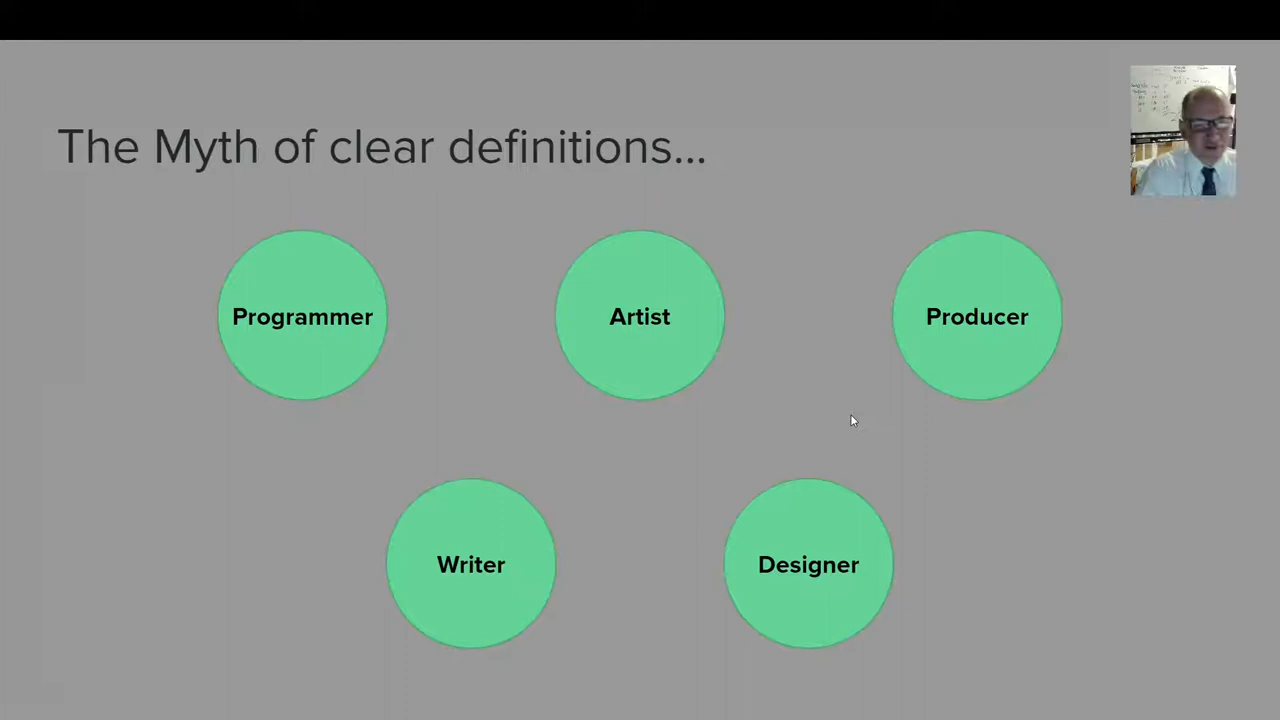 The Myth of clear definitions...
Programmer
Artist
Producer
Writer
Designer